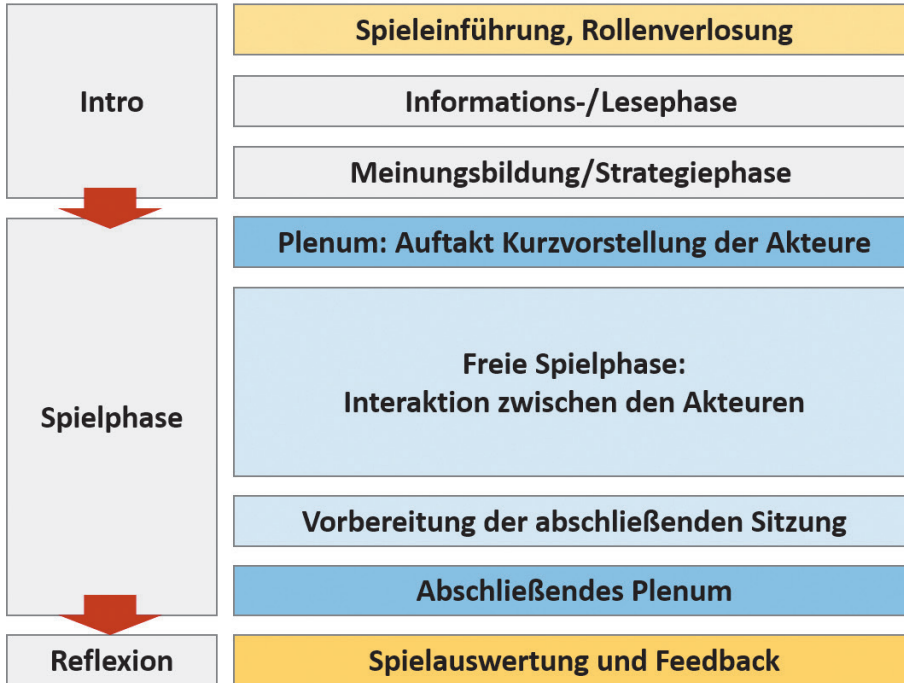 Intro
Spieleinführung, Rollenverlosung
Informations-/Lesephase
Meinungsbildung/Strategiephase
Spielphase
Plenum: Auftakt Kurzvorstellung der Akteure
Freie Spielphase:
Interaktion zwischen den Akteuren
Vorbereitung der abschließenden Sitzung
Abschließendes Plenum
Reflexion
Spielauswertung und Feedback